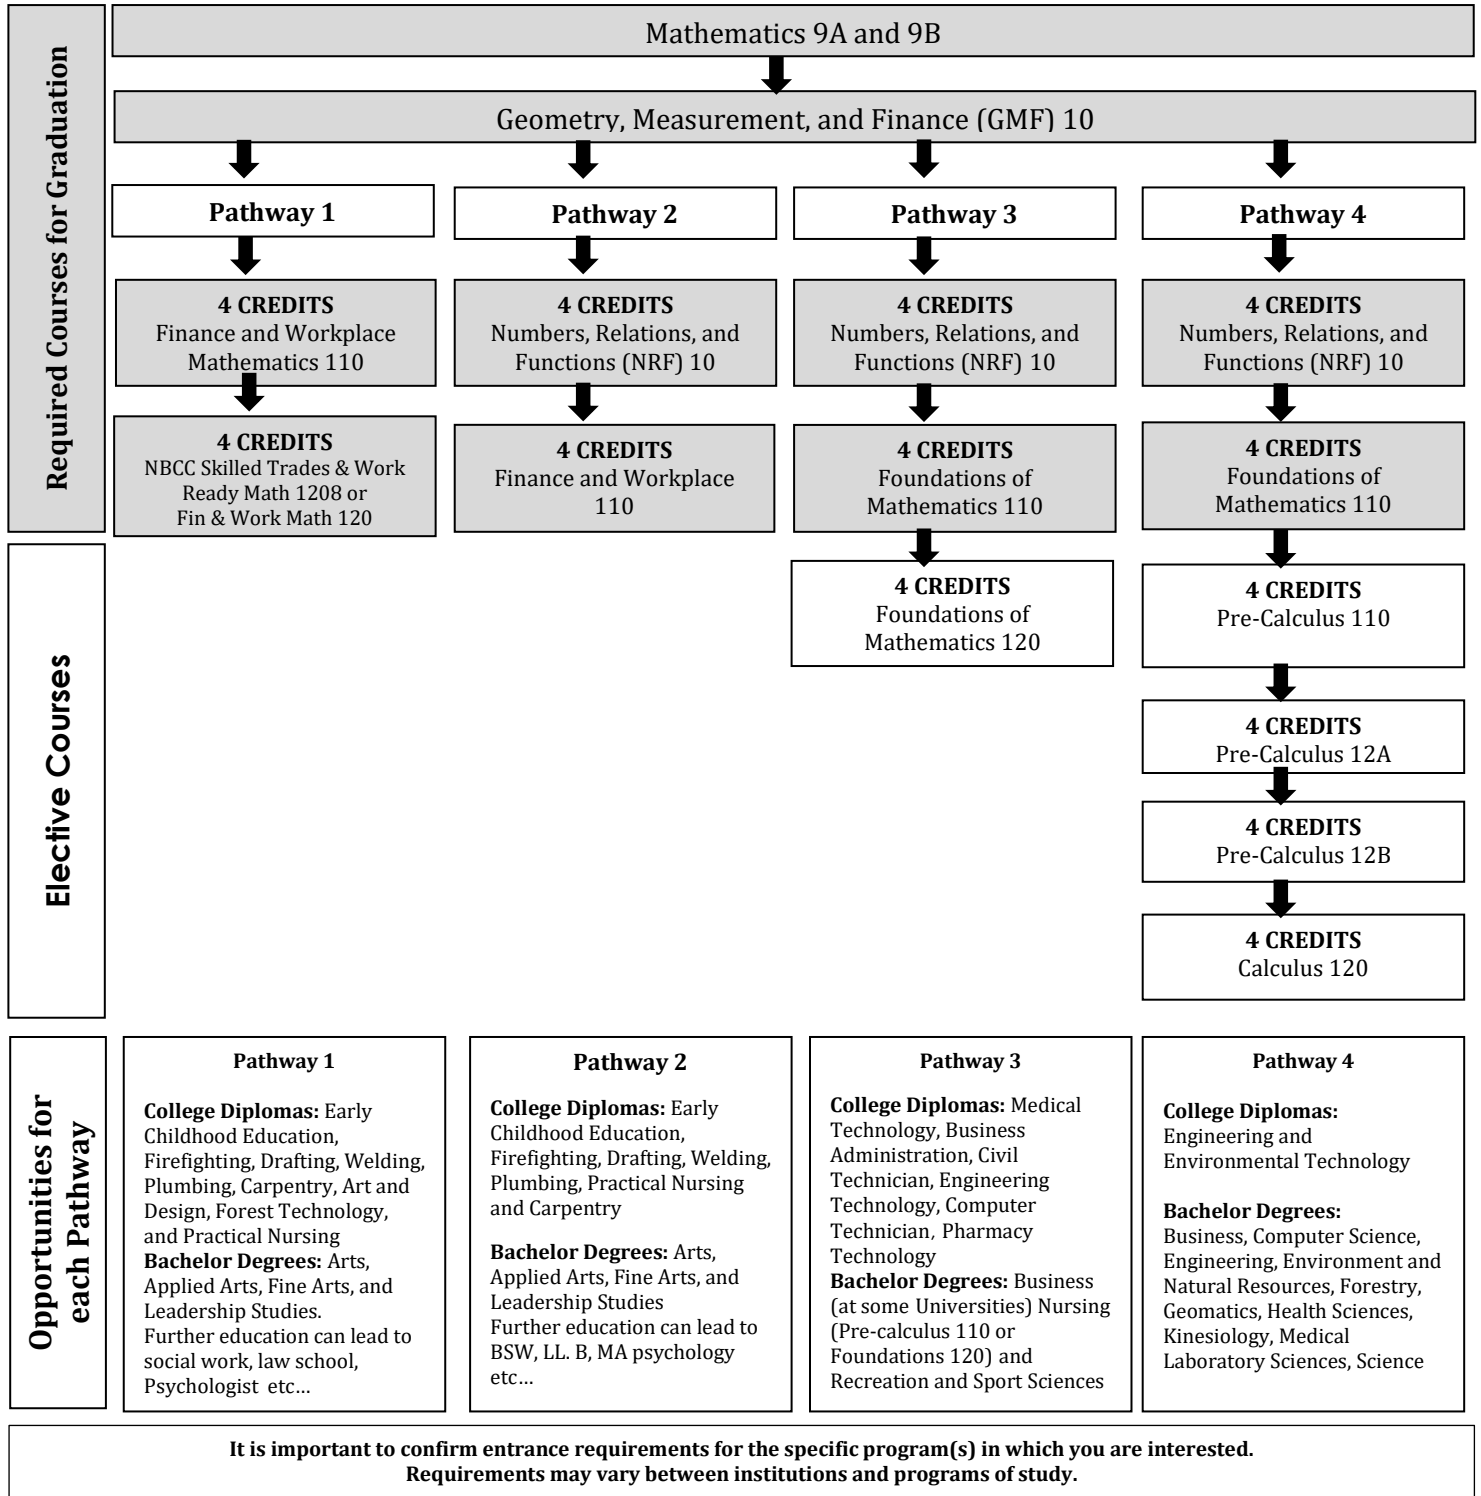 Required Courses for Graduation
Mathematics 9A and 9B
Geometry, Measurement, and Finance (GMF) 10
Pathway 1
Pathway 2
Pathway 3
Pathway 4
4 CREDITS
Finance and Workplace
Mathematics 110
4 CREDITS
Numbers, Relations, and
Functions (NRF) 10
4 CREDITS
Numbers, Relations, and
Functions (NRF) 10
4 CREDITS
Numbers, Relations, and
Functions (NRF) 10
4 CREDITS
NBCC Skilled Trades & Work
Ready Math 1208 or
Fin & Work Math 120
4 CREDITS
Finance and Workplace
110
4 CREDITS
Foundations of
Mathematics 110
4 CREDITS
Foundations of
Mathematics 110
Elective Courses
4 CREDITS
Foundations of
Mathematics 120
4 CREDITS
Pre-Calculus 110
4 CREDITS
Pre-Calculus 12A
4 CREDITS
Pre-Calculus 12B
4 CREDITS
Calculus 120
Opportunities for
each Pathway
Pathway 1
College Diplomas: Early
Childhood Education,
Firefighting, Drafting, Welding,
Plumbing, Carpentry, Art and
Design, Forest Technology,
and Practical Nursing
Bachelor Degrees: Arts,
Applied Arts, Fine Arts, and
Leadership Studies.
Further education can lead to
social work, law school,
Psychologist etc…
Pathway 2
College Diplomas: Early
Childhood Education,
Firefighting, Drafting, Welding,
Plumbing, Practical Nursing
and Carpentry
Bachelor Degrees: Arts,
Applied Arts, Fine Arts, and
Leadership Studies
Further education can lead to
BSW, LL. B, MA psychology
etc…
Pathway 3
College Diplomas: Medical
Technology, Business
Administration, Civil
Technician, Engineering
Technology, Computer
Technician, Pharmacy
Technology
Bachelor Degrees: Business
(at some Universities) Nursing
(Pre-calculus 110 or
Foundations 120) and
Recreation and Sport Sciences
Pathway 4
College Diplomas:
Engineering and
Environmental Technology
Bachelor Degrees:
Business, Computer Science,
Engineering, Environment and
Natural Resources, Forestry,
Geomatics, Health Sciences,
Kinesiology, Medical
Laboratory Sciences, Science
It is important to confirm entrance requirements for the specific program(s) in which you are interested.
Requirements may vary between institutions and programs of study.